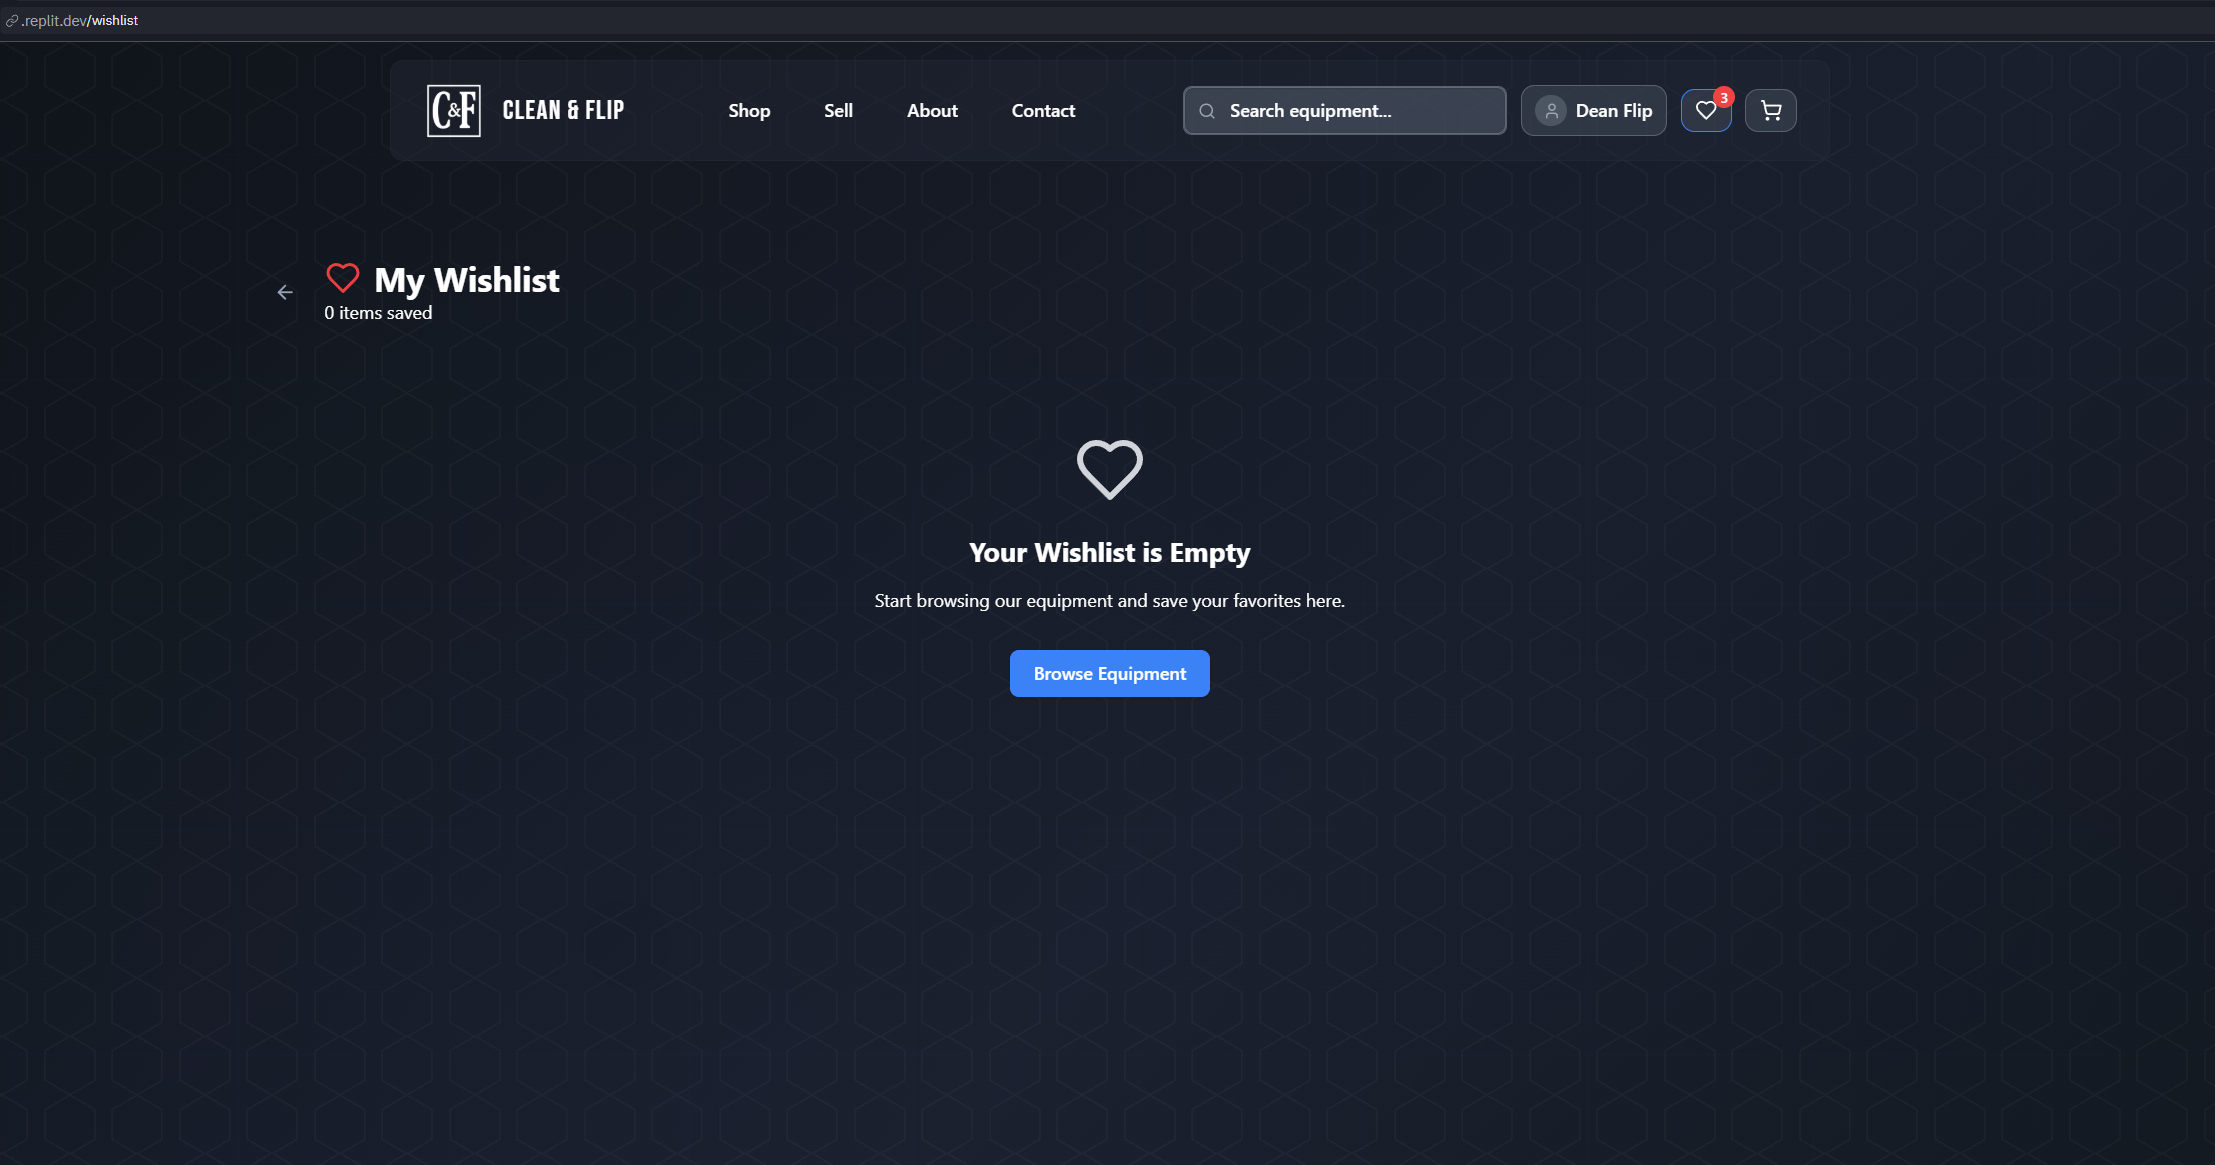 .replit.dev/wishlist
C&F CLEAN & FLIP
Shop
Sell
About
Contact
Search equipment...
Dean Flip
3
My Wishlist
0 items saved
Your Wishlist is Empty
Start browsing our equipment and save your favorites here.
Browse Equipment